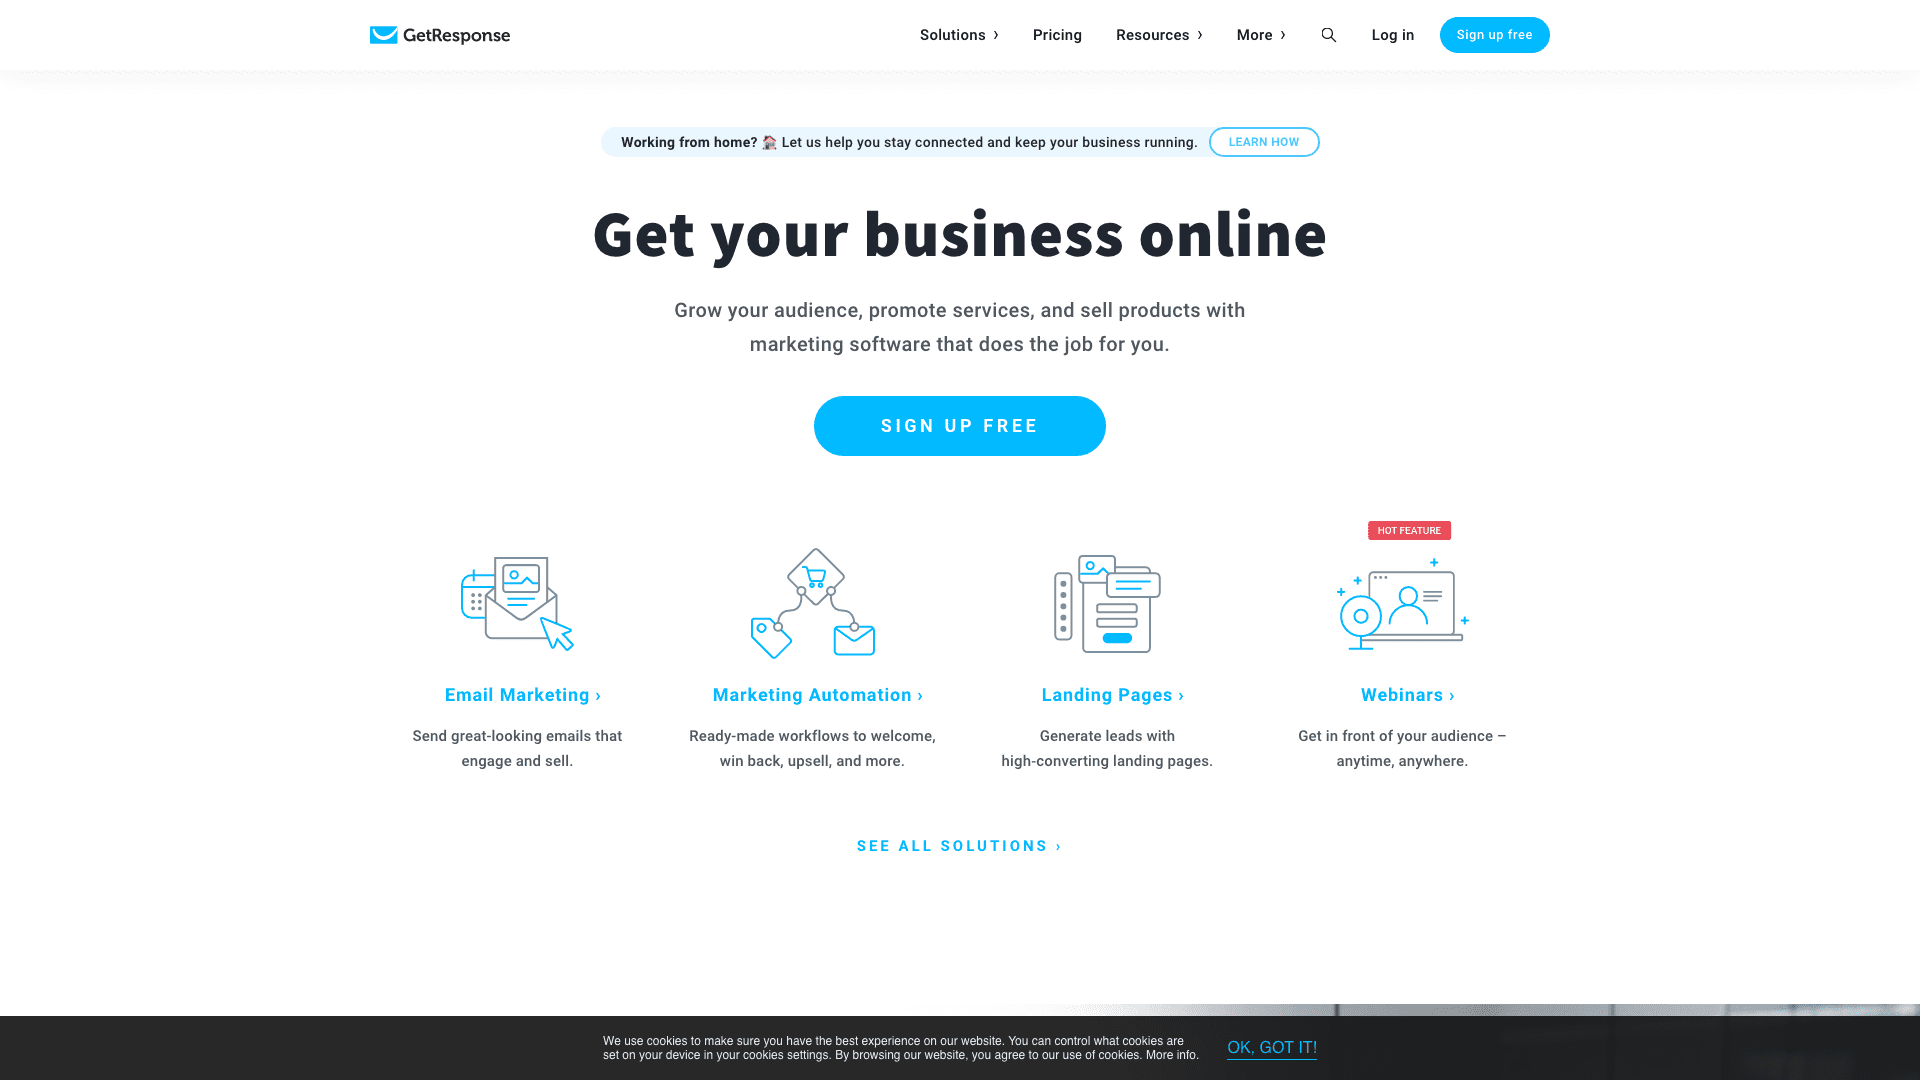 GetResponse
Solutions ›
Pricing
Resources ›
More ›
Log in
Sign up free
Working from home? 🏠 Let us help you stay connected and keep your business running.
LEARN HOW
Get your business online
Grow your audience, promote services, and sell products with
marketing software that does the job for you.
SIGN UP FREE
Email Marketing ›
Send great-looking emails that
engage and sell.
Marketing Automation ›
Ready-made workflows to welcome,
win back, upsell, and more.
Landing Pages ›
Generate leads with
high-converting landing pages.
HOT FEATURE
Webinars ›
Get in front of your audience –
anytime, anywhere.
SEE ALL SOLUTIONS ›
We use cookies to make sure you have the best experience on our website. You can control what cookies are
set on your device in your cookies settings. By browsing our website, you agree to our use of cookies. More info.
OK, GOT IT!